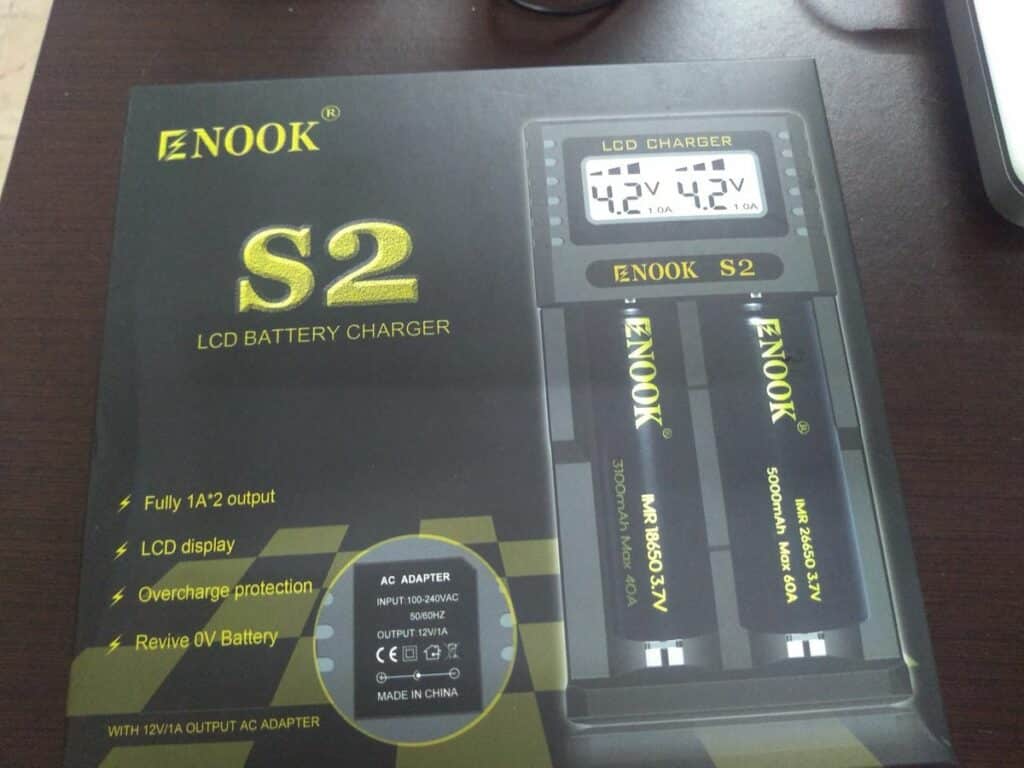 ENOOK®
S2
LCD BATTERY CHARGER
Fully 1A*2 output
LCD display
Overcharge protection
Revive 0V Battery
WITH 12V/1A OUTPUT AC ADAPTER
AC ADAPTER
INPUT:100-240VAC
50/60HZ
OUTPUT:12V/1A
CE
MADE IN CHINA
LCD CHARGER
4.2V 4.2V
1.0A 1.0A
ENOOK S2
ENOOK®
IMR 18650 3.7V
3100mAh Max 40A
ENOOK®
IMR 26650 3.7V
5000mAh Max 60A